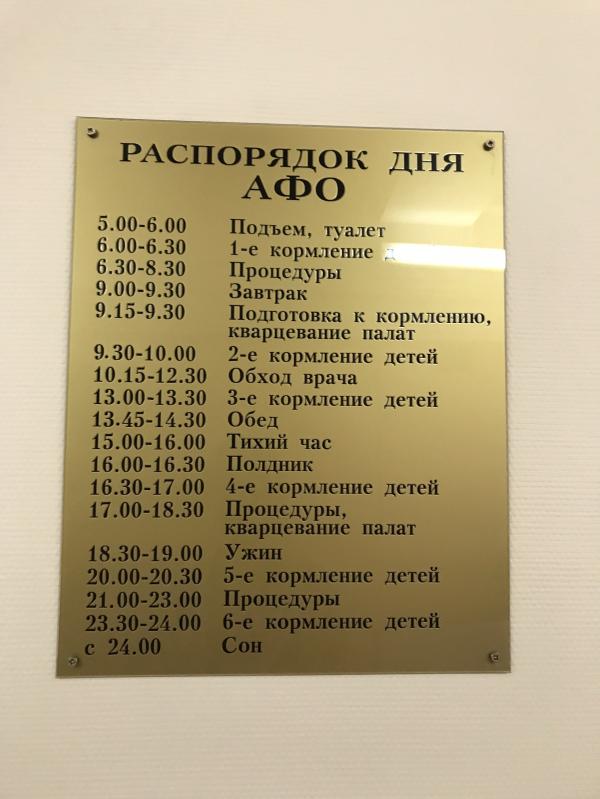 РАСПОРЯДОК ДНЯ
АФО
5.00-6.00 Подъем, туалет
6.00-6.30 1-е кормление
6.30-8.30 Процедуры
9.00-9.30 Завтрак
9.15-9.30 Подготовка к кормлению,
кварцевание палат
9.30-10.00 2-е кормление детей
10.15-12.30 Обход врача
13.00-13.30 3-е кормление детей
13.45-14.30 Обед
15.00-16.00 Тихий час
16.00-16.30 Полдник
16.30-17.00 4-е кормление детей
17.00-18.30 Процедуры,
кварцевание палат
18.30-19.00 Ужин
20.00-20.30 5-е кормление детей
21.00-23.00 Процедуры
23.30-24.00 6-е кормление детей
с 24.00 Сон